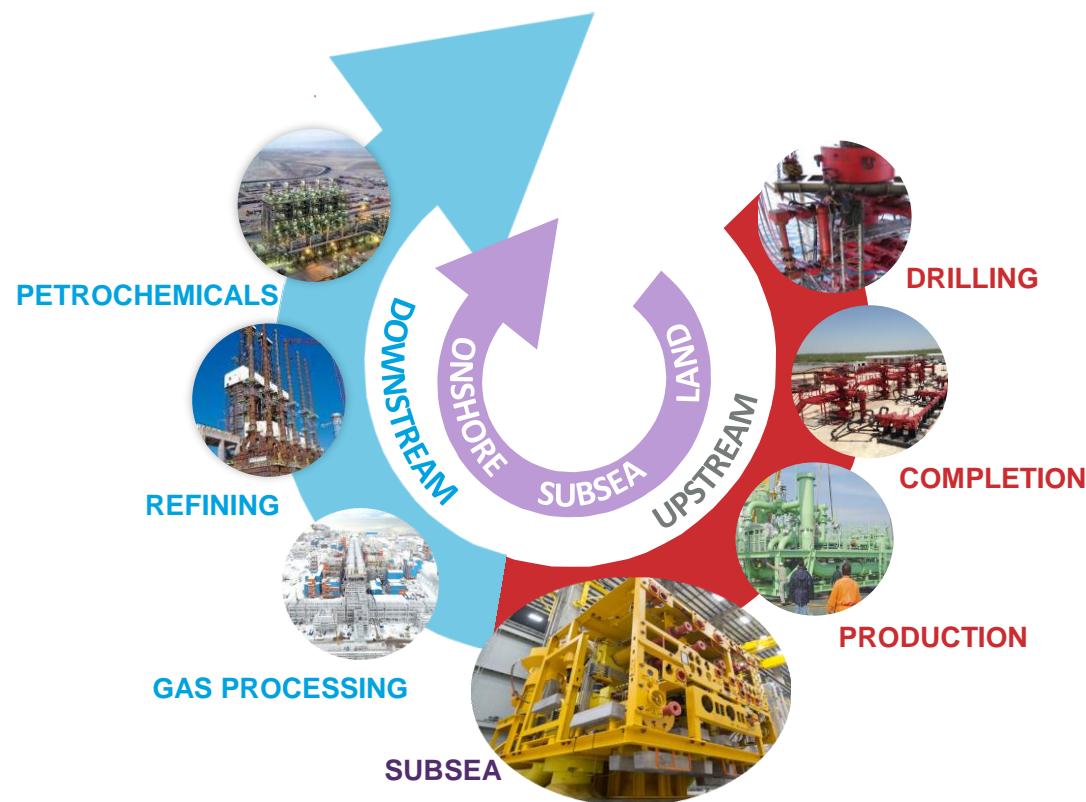 PETROCHEMICALS
DRILLING
DOWNSTREAM
ONSHORE
LAND
UPSTREAM
SUBSEA
REFINING
COMPLETION
PRODUCTION
GAS PROCESSING
SUBSEA